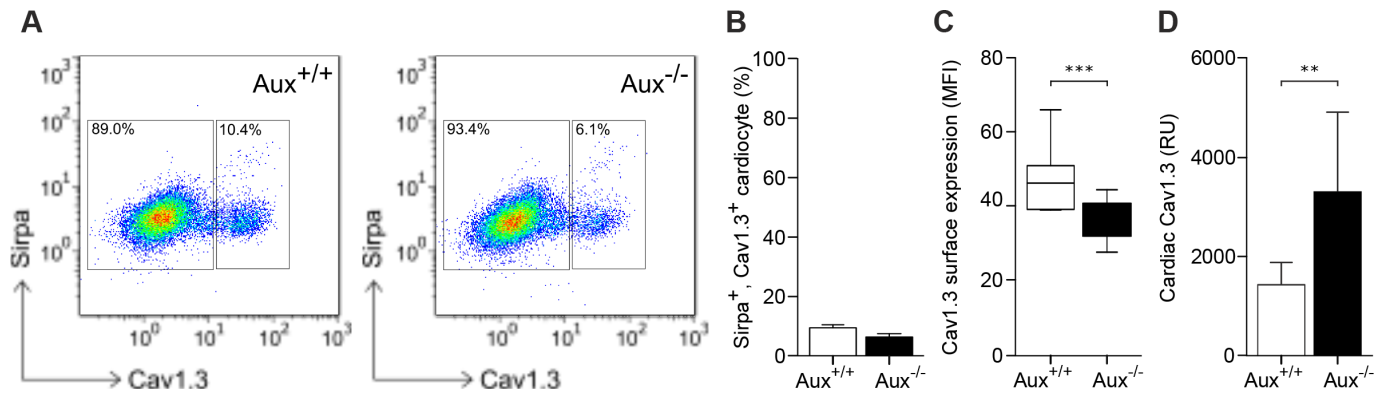 A
Aux+/+
89.0%
10.4%
10³
10²
10¹
10⁰
Sirpa
10⁰
10¹
10²
10³
Cav1.3
Aux-/-
93.4%
6.1%
10³
10²
10¹
10⁰
Sirpa
10⁰
10¹
10²
10³
Cav1.3
B
Sirpa+, Cav1.3+ cardiocyte (%)
100
80
60
40
20
0
Aux+/+
Aux-/-
C
Cav1.3 surface expression (MFI)
80
60
40
20
0
***
Aux+/+
Aux-/-
D
Cardiac Cav1.3 (RU)
6000
4000
2000
0
**
Aux+/+
Aux-/-